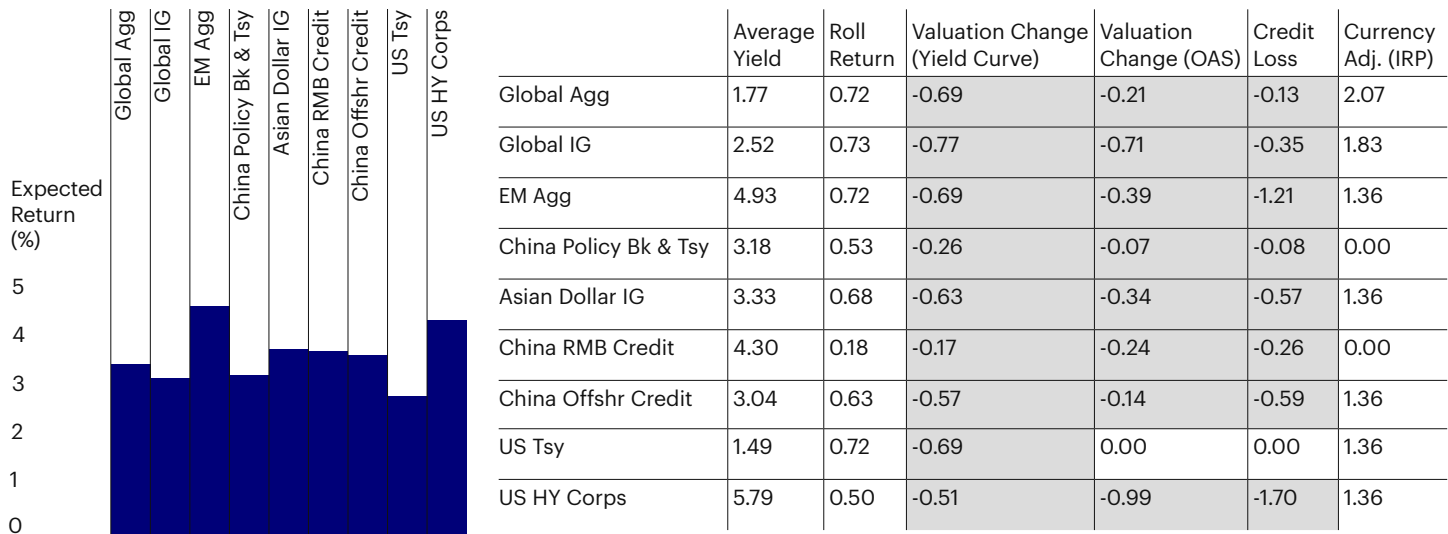 Global Agg
Global IG
EM Agg
China Policy Bk & Tsy
Asian Dollar IG
China RMB Credit
China Offshr Credit
US Tsy
US HY Corps
Expected
Return
(%)
5
4
3
2
1
0
Average Yield Roll Return Valuation Change (Yield Curve) Valuation Change (OAS) Credit Loss Currency Adj. (IRP)
Global Agg 1.77 0.72 -0.69 -0.21 -0.13 2.07
Global IG 2.52 0.73 -0.77 -0.71 -0.35 1.83
EM Agg 4.93 0.72 -0.69 -0.39 -1.21 1.36
China Policy Bk & Tsy 3.18 0.53 -0.26 -0.07 -0.08 0.00
Asian Dollar IG 3.33 0.68 -0.63 -0.34 -0.57 1.36
China RMB Credit 4.30 0.18 -0.17 -0.24 -0.26 0.00
China Offshr Credit 3.04 0.63 -0.57 -0.14 -0.59 1.36
US Tsy 1.49 0.72 -0.69 0.00 0.00 1.36
US HY Corps 5.79 0.50 -0.51 -0.99 -1.70 1.36